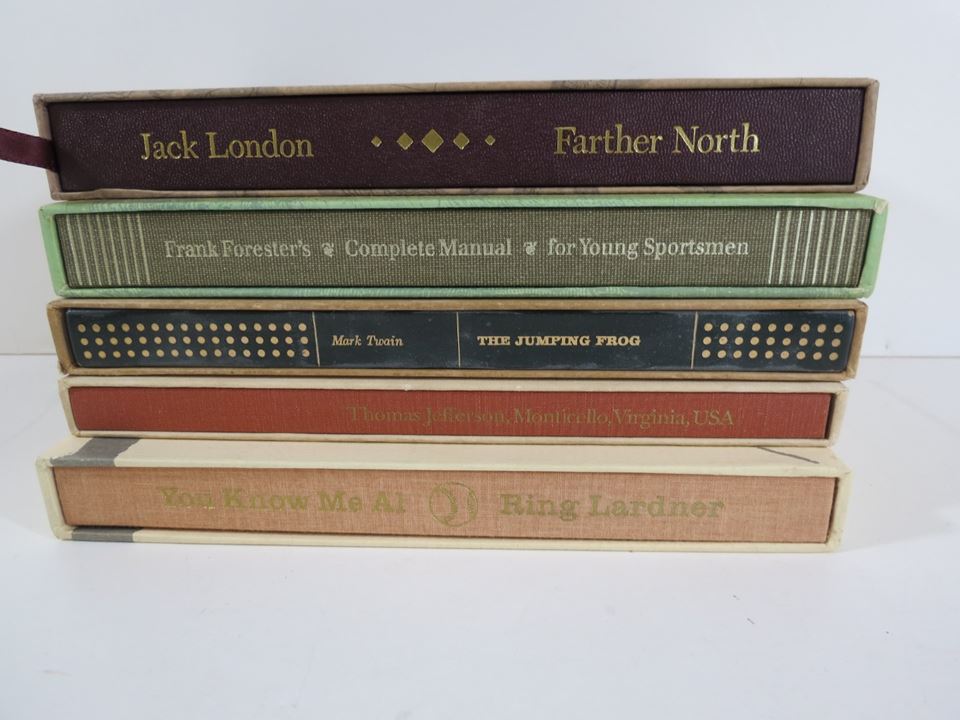 Jack London Farther North
Frank Forester's Complete Manual for Young Sportsmen
Mark Twain THE JUMPING FROG
Thomas Jefferson, Monticello, Virginia, USA
You Know Me Al Ring Lardner